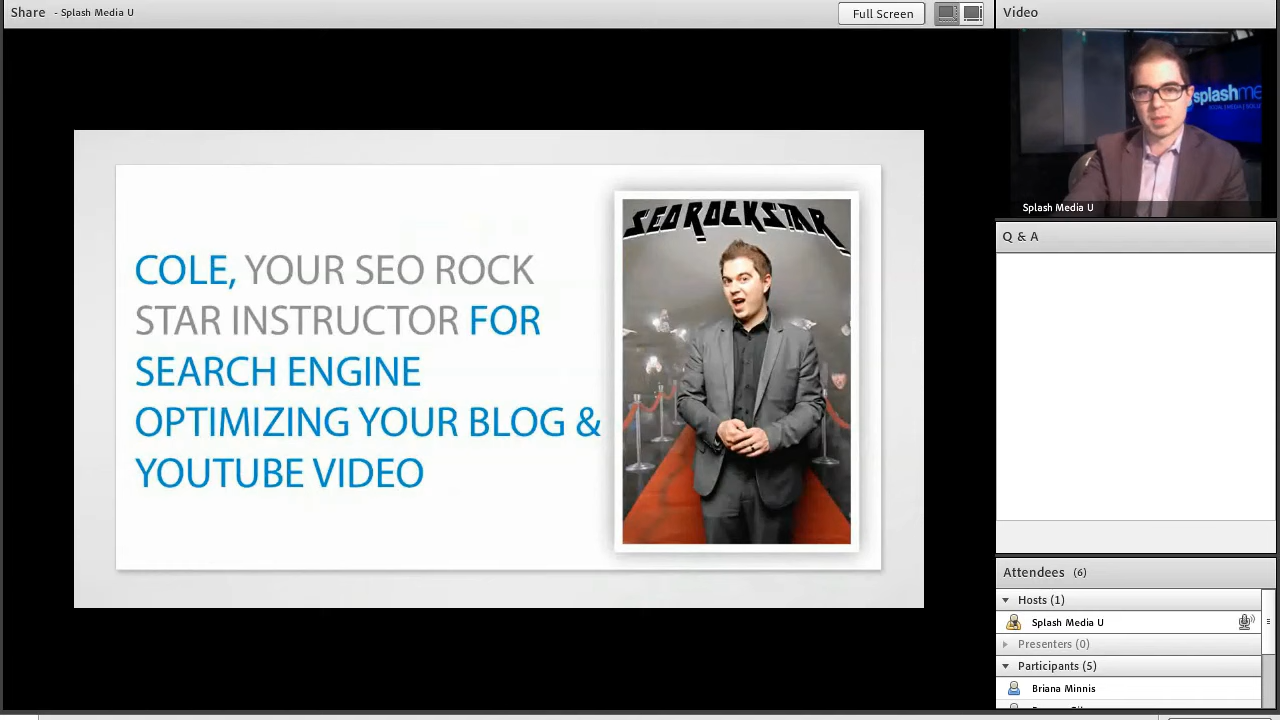 Share - Splash Media U
Full Screen
Video
splashme
Splash Media U
COLE, YOUR SEO ROCK
STAR INSTRUCTOR FOR
SEARCH ENGINE
OPTIMIZING YOUR BLOG &
YOUTUBE VIDEO
SEO ROCKSTAR
Q & A
Attendees (6)
Hosts (1)
Splash Media U
Presenters (0)
Participants (5)
Briana Minnis